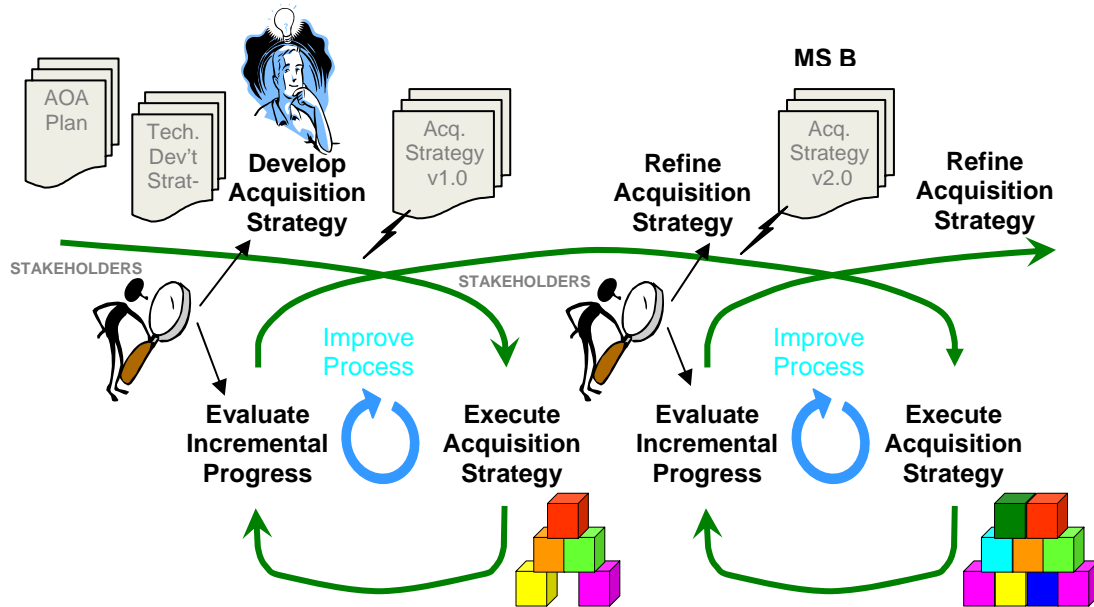 MS B
AOA
Plan
Tech.
Dev't
Strat-
Develop
Acquisition
Strategy
Acq.
Strategy
v1.0
Refine
Acquisition
Strategy
Acq.
Strategy
v2.0
Refine
Acquisition
Strategy
STAKEHOLDERS
STAKEHOLDERS
Improve
Process
Improve
Process
Evaluate
Incremental
Progress
Execute
Acquisition
Strategy
Evaluate
Incremental
Progress
Execute
Acquisition
Strategy